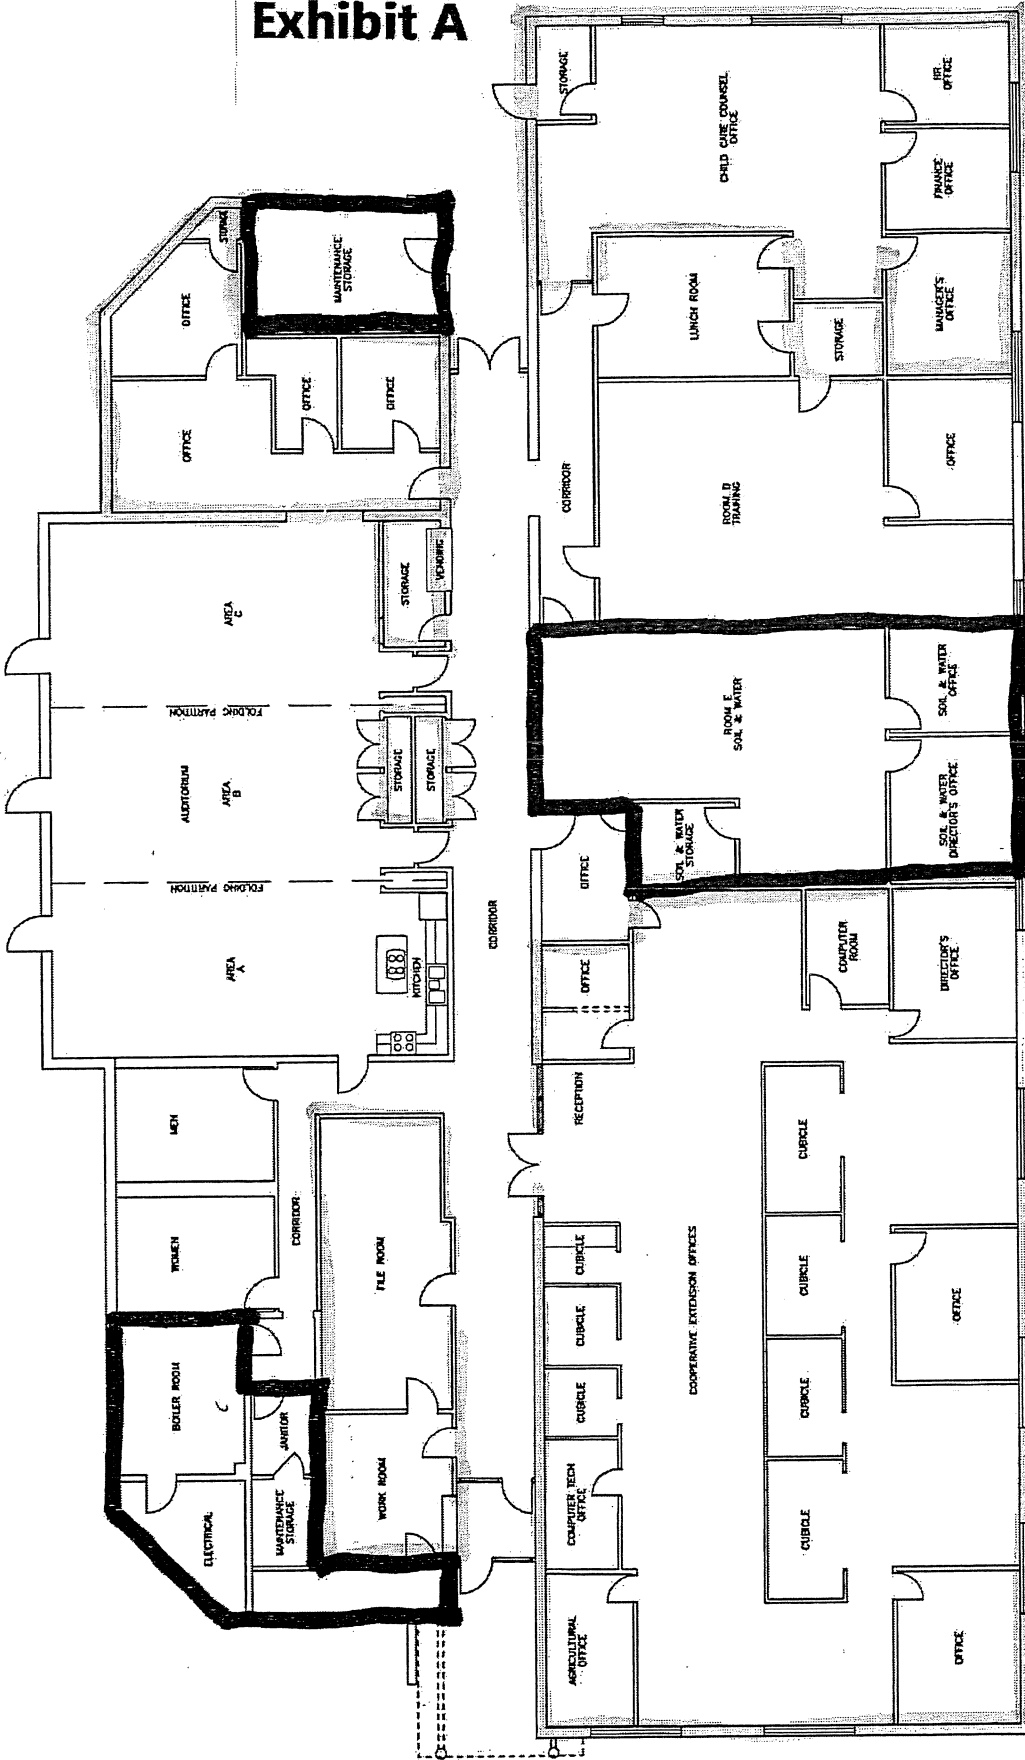 Exhibit A
STORAGE
CHILD CARE COUNSEL
OFFICE
HR
OFFICE
FINANCE
OFFICE
MANAGER'S
OFFICE
LUNCH ROOM
STORAGE
STORAGE
MAINTENANCE
STORAGE
OFFICE
OFFICE
OFFICE
OFFICE
CORRIDOR
ROOM D
TRAINING
OFFICE
STORAGE
VENDING
AREA
C
FOLDING PARTITION
AUDITORIUM
AREA
B
STORAGE
STORAGE
FOLDING PARTITION
AREA
A
KITCHEN
CORRIDOR
ROOM E
SOIL & WATER
SOIL & WATER
OFFICE
SOIL & WATER
DIRECTOR'S OFFICE
SOIL & WATER
STORAGE
OFFICE
OFFICE
COMPUTER
ROOM
DIRECTOR'S
OFFICE
RECEPTION
MEN
WOMEN
CORRIDOR
FILE ROOM
BOILER ROOM
C
JANITOR
WORK ROOM
ELECTRICAL
MAINTENANCE
STORAGE
CUBICLE
CUBICLE
CUBICLE
COMPUTER TECH
OFFICE
AGRICULTURAL
OFFICE
COOPERATIVE EXTENSION OFFICES
CUBICLE
CUBICLE
CUBICLE
CUBICLE
OFFICE
OFFICE